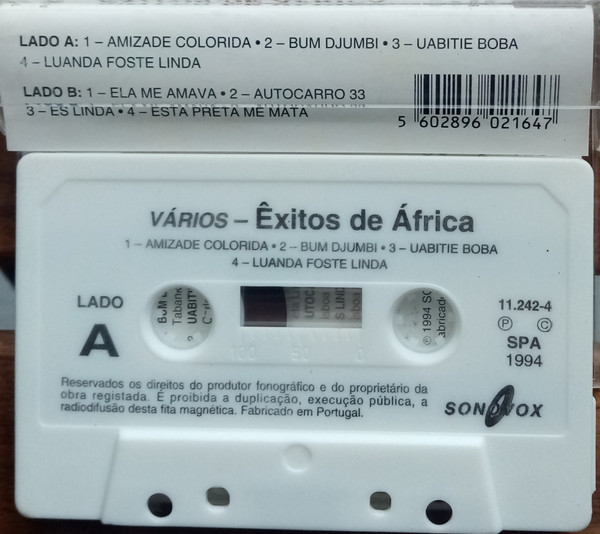 LADO A: 1 – AMIZADE COLORIDA • 2 – BUM DJUMBI • 3 – UABITIE BOBA
4 – LUANDA FOSTE LINDA
LADO B: 1 – ELA ME AMAVA • 2 – AUTOCARRO 33
3 – ES LINDA • 4 – ESTA PRETA ME MATA
5 602896 021647
VÁRIOS – Êxitos de África
1 – AMIZADE COLORIDA • 2 – BUM DJUMBI • 3 – UABITIE BOBA
4 – LUANDA FOSTE LINDA
LADO
A
100 50 0
11.242-4
Ⓟ ©
SPA
1994
Reservados os direitos do produtor fonográfico e do proprietário da
obra registada. É proibida a duplicação, execução pública, a
radiodifusão desta fita magnética. Fabricado em Portugal.
SONOVOX